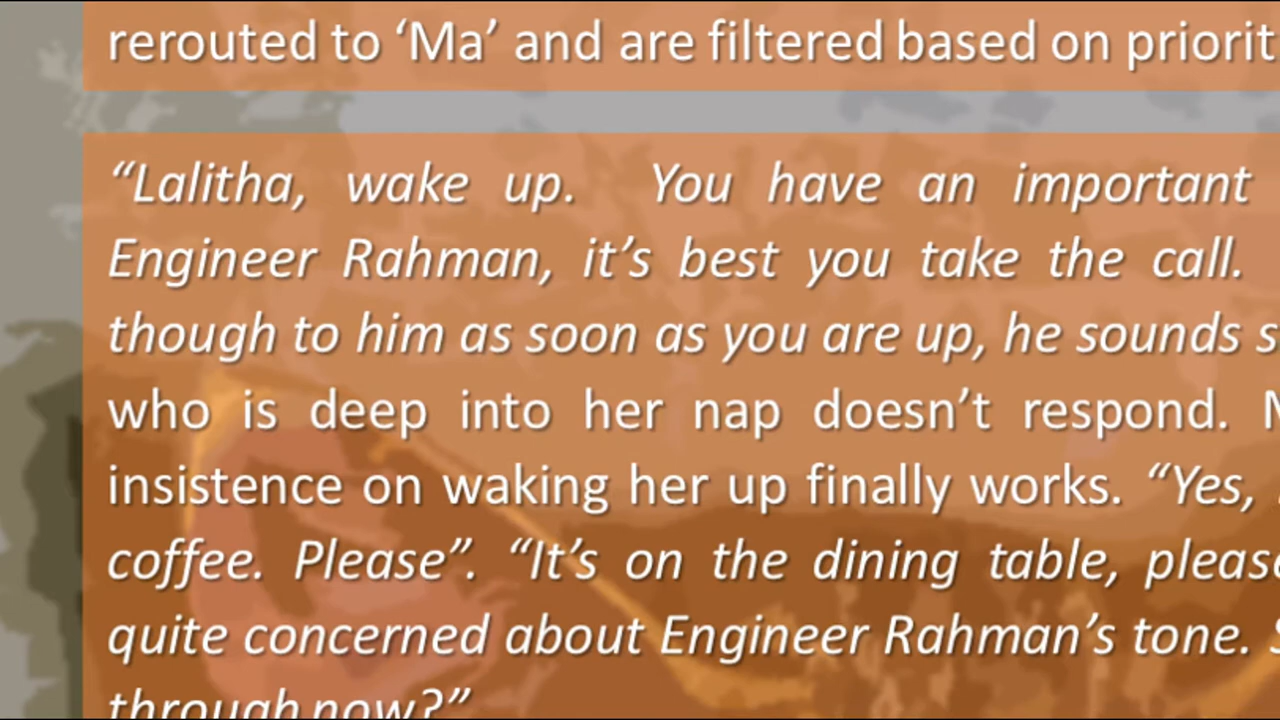 rerouted to ‘Ma’ and are filtered based on
“Lalitha, wake up. You have an important
Engineer Rahman, it’s best you take the call.
though to him as soon as you are up, he sounds
who is deep into her nap doesn’t respond.
insistence on waking her up finally works. “Yes,
coffee. Please”. “It’s on the dining table,
quite concerned about Engineer Rahman’s tone.
through now?”